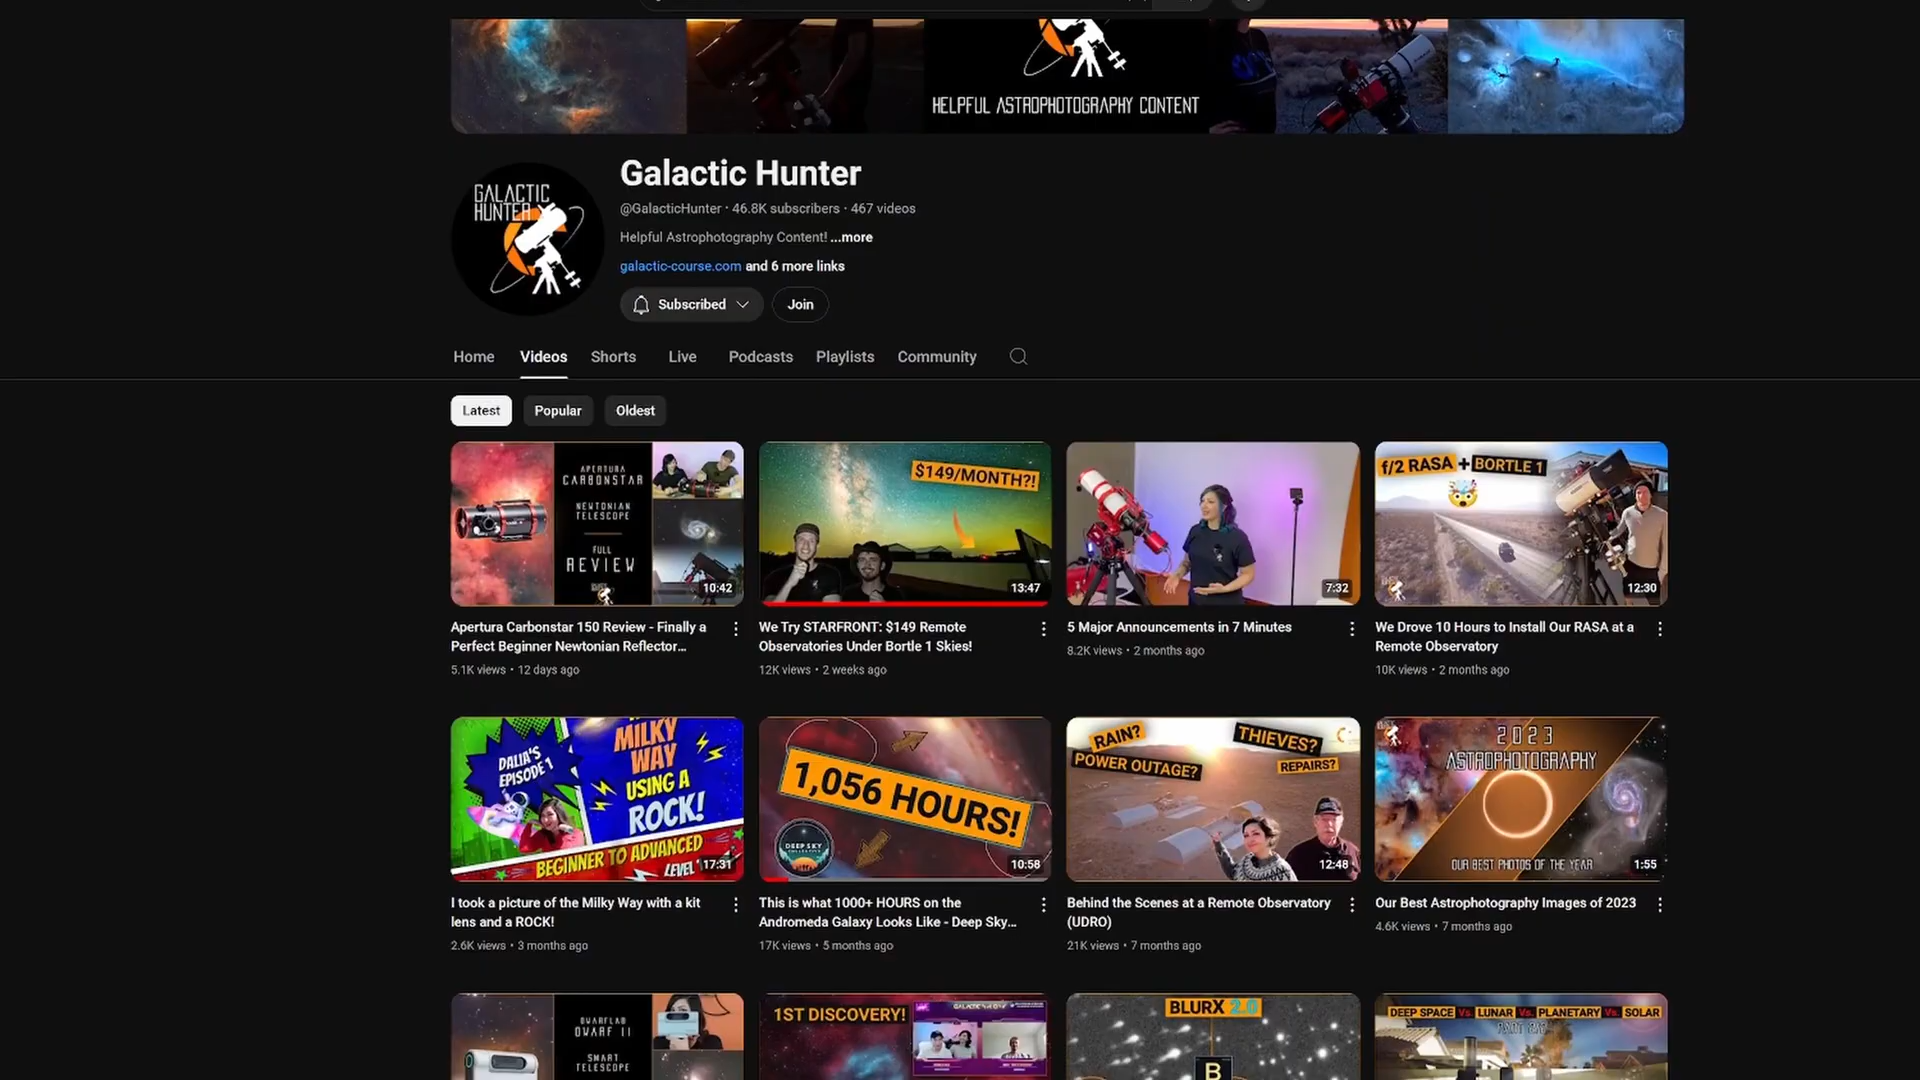 HELPFUL ASTROPHOTOGRAPHY CONTENT
GALACTIC
HUNTER
Galactic Hunter
@GalacticHunter · 46.8K subscribers · 467 videos
Helpful Astrophotography Content! ...more
galactic-course.com and 6 more links
Subscribed
Join
Home Videos Shorts Live Podcasts Playlists Community
Latest Popular Oldest
APERTURA
CARBONSTAR
NEWTONIAN
TELESCOPE
FULL
REVIEW
10:42
$149/MONTH?!
13:47
7:32
f/2 RASA + BORTLE 1
12:30
Apertura Carbonstar 150 Review - Finally a
Perfect Beginner Newtonian Reflector...
5.1K views · 12 days ago
We Try STARFRONT: $149 Remote
Observatories Under Bortle 1 Skies!
12K views · 2 weeks ago
5 Major Announcements in 7 Minutes
8.2K views · 2 months ago
We Drove 10 Hours to Install Our RASA at a
Remote Observatory
10K views · 2 months ago
DALIA'S
EPISODE 1
MILKY
WAY
USING A
ROCK!
BEGINNER TO ADVANCED
LEVEL
17:31
1,056 HOURS!
DEEP SKY
10:58
RAIN?
POWER OUTAGE?
THIEVES?
REPAIRS?
12:48
2023
ASTROPHOTOGRAPHY
OUR BEST PHOTOS OF THE YEAR
1:55
I took a picture of the Milky Way with a kit
lens and a ROCK!
2.6K views · 3 months ago
This is what 1000+ HOURS on the
Andromeda Galaxy Looks Like - Deep Sky...
17K views · 5 months ago
Behind the Scenes at a Remote Observatory
(UDRO)
21K views · 7 months ago
Our Best Astrophotography Images of 2023
4.6K views · 7 months ago
DWARFLAB
DWARF II
SMART
TELESCOPE
1ST DISCOVERY!
BLURX 2.0
B
DEEP SPACE Vs. LUNAR Vs. PLANETARY Vs. SOLAR